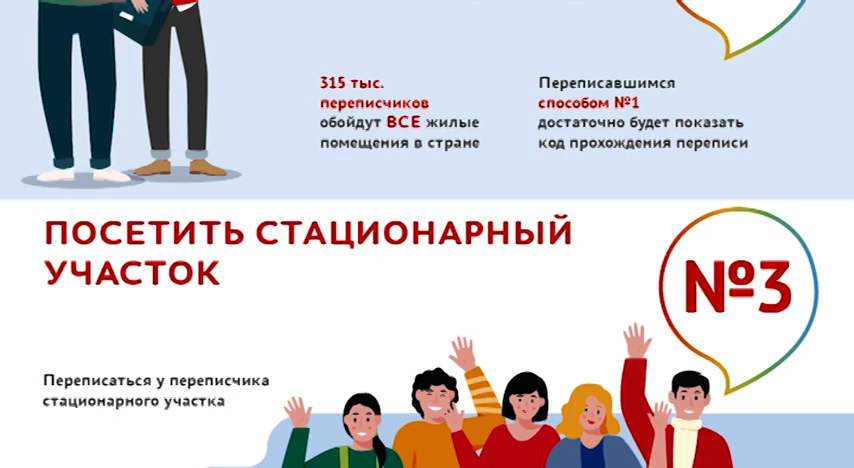 315 тыс.
переписчиков
обойдут ВСЕ жилые
помещения в стране
Переписавшимся
способом №1
достаточно будет показать
код прохождения переписи
ПОСЕТИТЬ СТАЦИОНАРНЫЙ
УЧАСТОК
№3
Переписаться у переписчика
стационарного участка